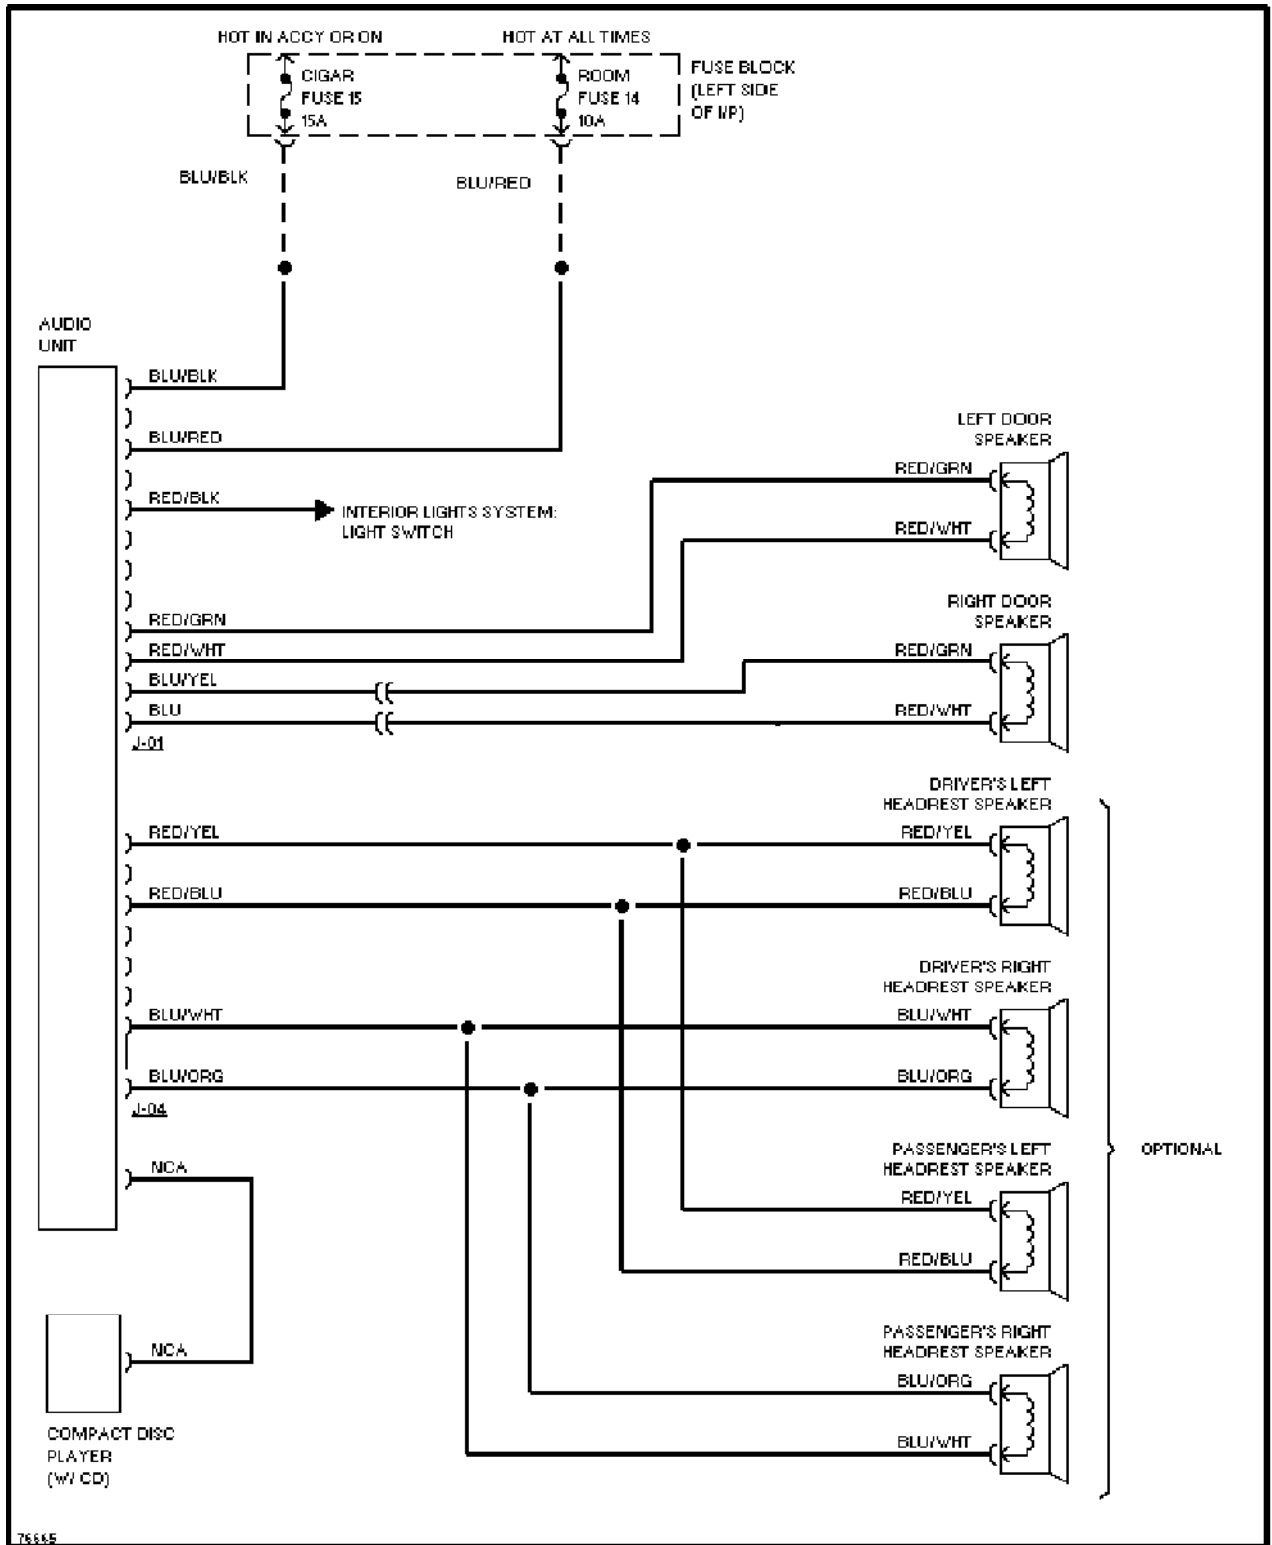 HOT IN ACCY OR ON
HOT AT ALL TIMES
CIGAR
FUSE 15
15A
ROOM
FUSE 14
10A
FUSE BLOCK
(LEFT SIDE
OF I/P)
BLU/BLK
BLU/RED
AUDIO
UNIT
BLU/BLK
BLU/RED
RED/BLK
INTERIOR LIGHTS SYSTEM:
LIGHT SWITCH
LEFT DOOR
SPEAKER
RED/GRN
RED/WHT
RIGHT DOOR
SPEAKER
RED/GRN
RED/WHT
RED/GRN
RED/WHT
BLU/YEL
BLU
J-01
DRIVER'S LEFT
HEADREST SPEAKER
RED/YEL
RED/YEL
RED/BLU
RED/BLU
DRIVER'S RIGHT
HEADREST SPEAKER
BLU/WHT
BLU/WHT
BLU/ORG
BLU/ORG
J-04
PASSENGER'S LEFT
HEADREST SPEAKER
OPTIONAL
NCA
RED/YEL
RED/BLU
PASSENGER'S RIGHT
HEADREST SPEAKER
NCA
BLU/ORG
BLU/WHT
COMPACT DISC
PLAYER
(W/ CD)
76665